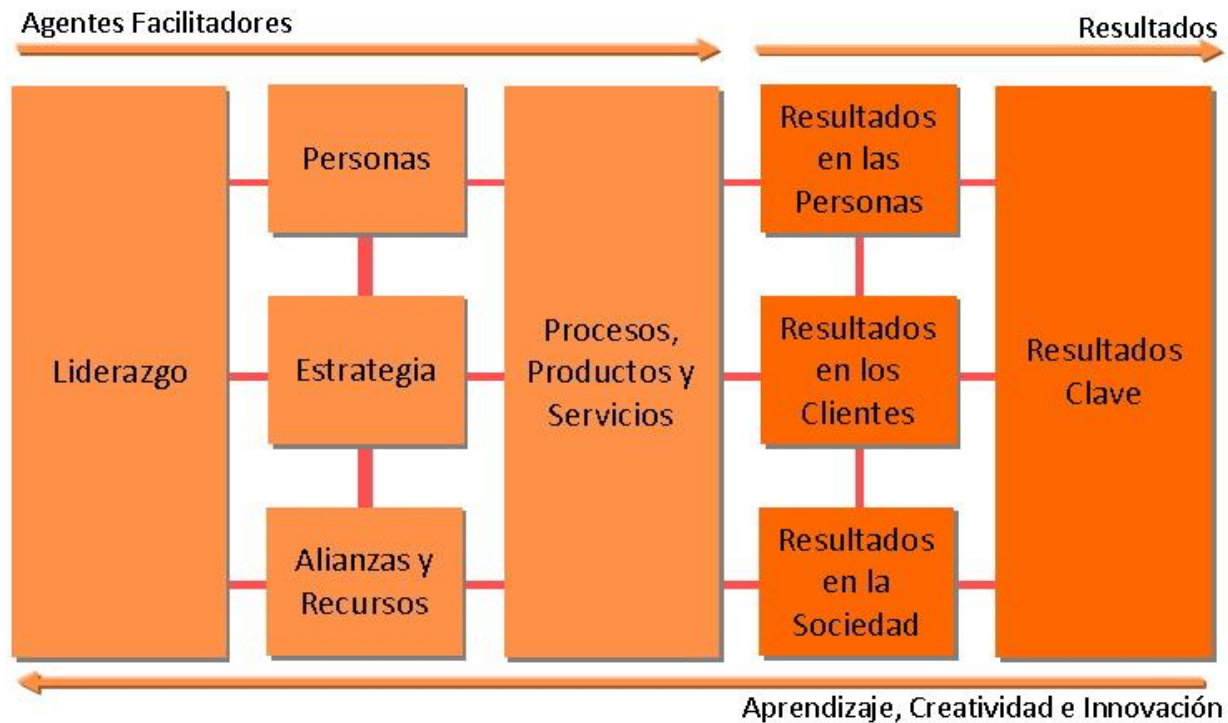 Agentes Facilitadores
Resultados
Liderazgo
Personas
Estrategia
Alianzas y
Recursos
Procesos,
Productos y
Servicios
Resultados
en las
Personas
Resultados
en los
Clientes
Resultados
en la
Sociedad
Resultados
Clave
Aprendizaje, Creatividad e Innovación